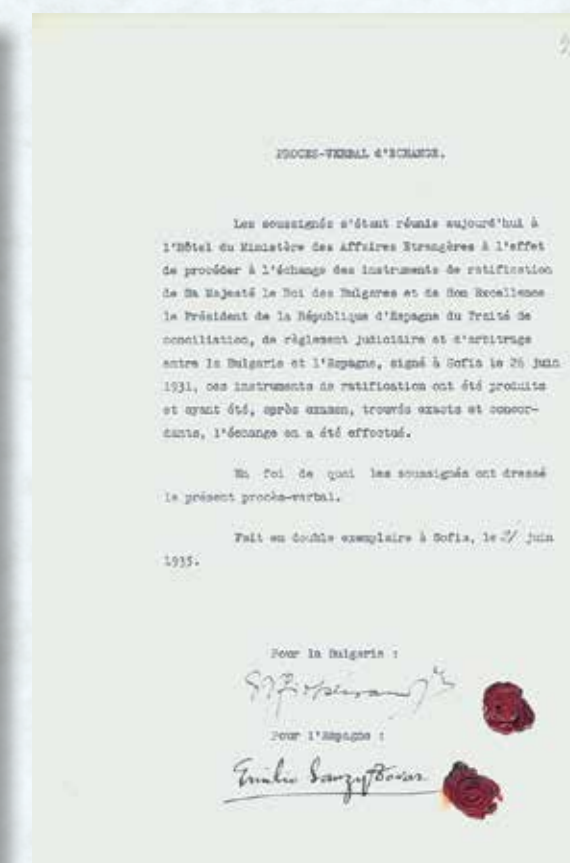 PROCES-VERBAL d'ECHANGE.
Les soussignés s'étant réunis aujourd'hui à
l'Hôtel du Ministère des Affaires Etrangères à l'effet
de procéder à l'échange des instruments de ratification
de Sa Majesté le Roi des Bulgares et de Son Excellence
le Président de la République d'Espagne du Traité de
conciliation, de règlement judiciaire et d'arbitrage
entre la Bulgarie et l'Espagne, signé à Sofia le 26 juin
1931, ces instruments de ratification ont été produits
et ayant été, après examen, trouvés exacts et concor-
dants, l'échange en a été effectué.
En foi de quoi les soussignés ont dressé
le présent procès-verbal.
Fait en double exemplaire à Sofia, le 21 juin
1935.
Pour la Bulgarie :
Pour l'Espagne :
Emilio Sanz y Tovar